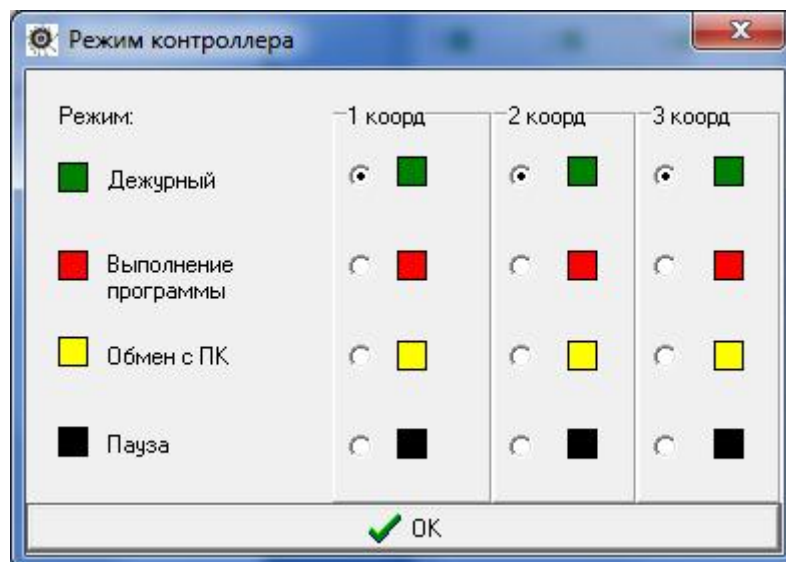 Режим контроллера
Режим:
1 коорд
2 коорд
3 коорд
Дежурный
Выполнение
программы
Обмен с ПК
Пауза
OK